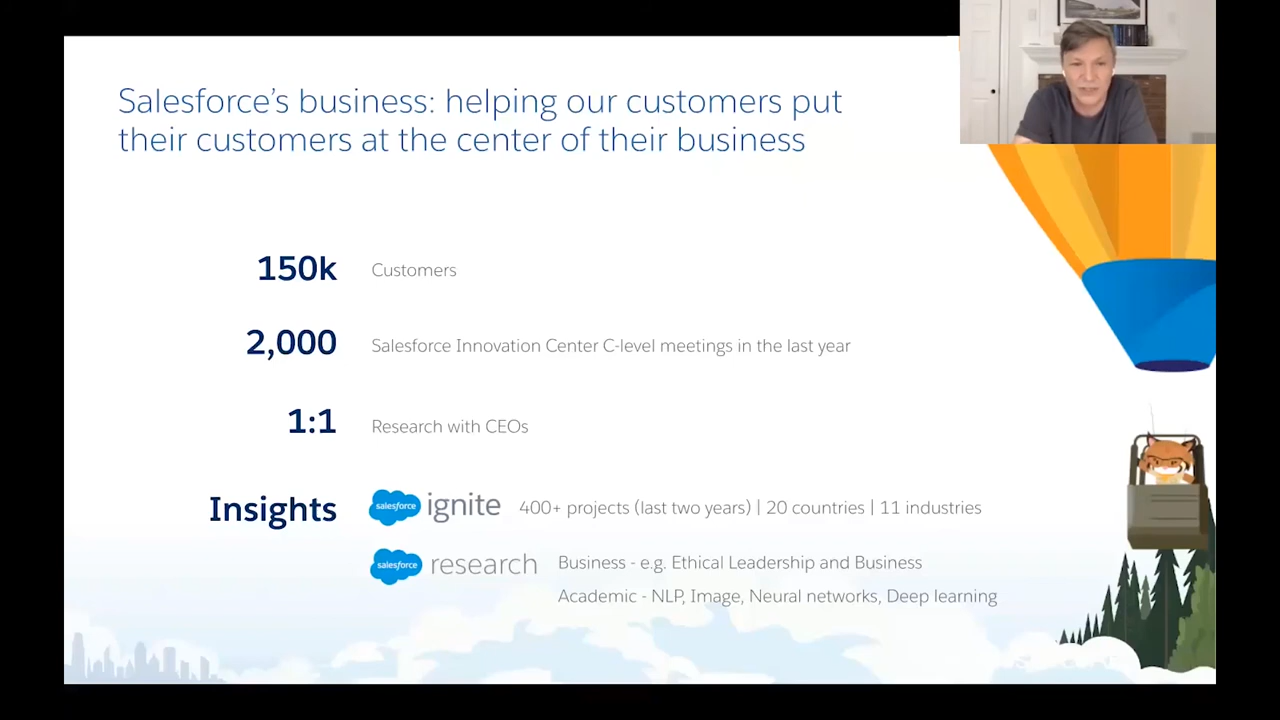 Salesforce's business: helping our customers put
their customers at the center of their business
150k Customers
2,000 Salesforce Innovation Center C-level meetings in the last year
1:1 Research with CEOs
Insights salesforce ignite 400+ projects (last two years) | 20 countries | 11 industries
salesforce research Business - e.g. Ethical Leadership and Business
Academic - NLP, Image, Neural networks, Deep learning